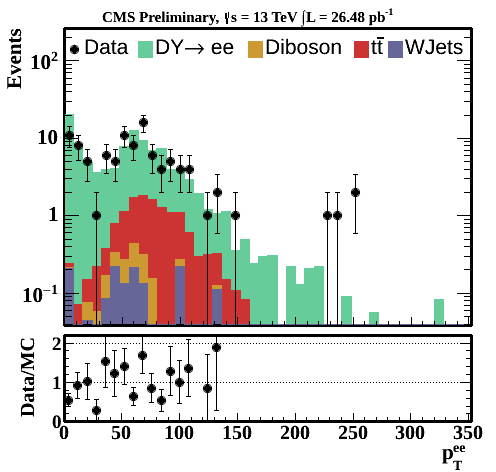 CMS Preliminary, √s = 13 TeV ∫L = 26.48 pb⁻¹
Events
Data DY→ ee Diboson tt̄ WJets
10²
10
1
10⁻¹
Data/MC
2
1
0
0 50 100 150 200 250 300 350
p_T^ee